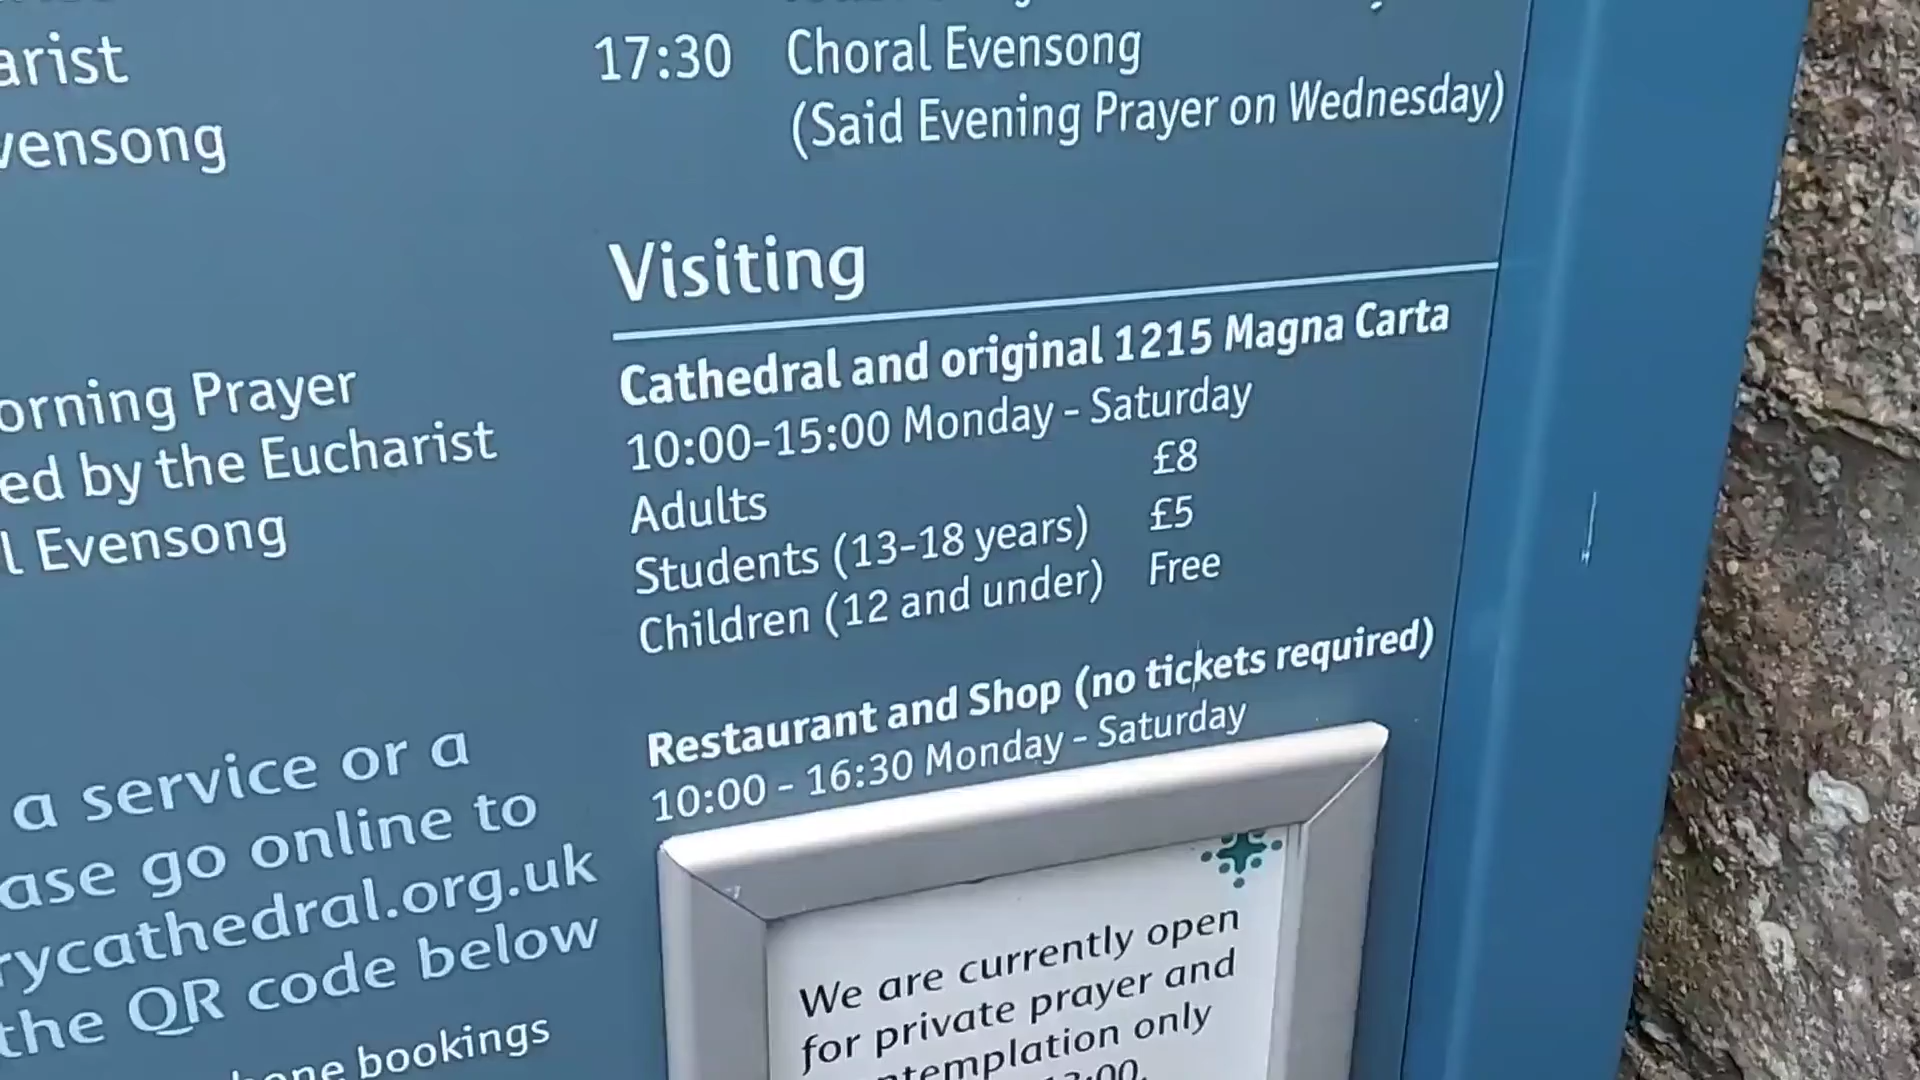 arist
vensong
orning Prayer
ed by the Eucharist
l Evensong
a service or a
ase go online to
rycathedral.org.uk
the QR code below
one bookings
17:30 Choral Evensong
(Said Evening Prayer on Wednesday)
Visiting
Cathedral and original 1215 Magna Carta
10:00-15:00 Monday - Saturday
Adults £8
Students (13-18 years) £5
Children (12 and under) Free
Restaurant and Shop (no tickets required)
10:00 - 16:30 Monday - Saturday
We are currently open
for private prayer and
ntemplation only